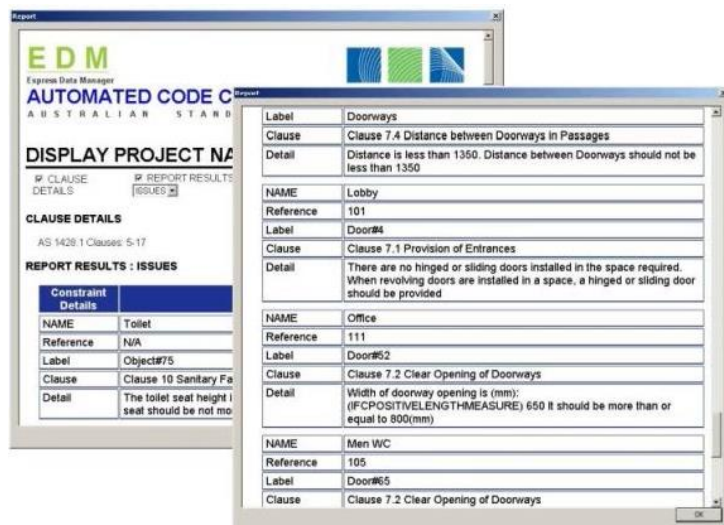 Report
E D M
Express Data Manager
AUTOMATED CODE C
A U S T R A L I A N S T A N D
DISPLAY PROJECT NA
CLAUSE DETAILS
REPORT RESULTS
ISSUES
CLAUSE DETAILS
AS 1428.1 Clauses: 5-17
REPORT RESULTS : ISSUES
Constraint Details
NAME Toilet
Reference N/A
Label Object#75
Clause Clause 10 Sanitary Fa
Detail The toilet seat height i
seat should be not mo
Report
Label Doorways
Clause Clause 7.4 Distance between Doorways in Passages
Detail Distance is less than 1350. Distance between Doorways should not be
less than 1350
NAME Lobby
Reference 101
Label Door#4
Clause Clause 7.1 Provision of Entrances
Detail There are no hinged or sliding doors installed in the space required.
When revolving doors are installed in a space, a hinged or sliding door
should be provided
NAME Office
Reference 111
Label Door#52
Clause Clause 7.2 Clear Opening of Doorways
Detail Width of doorway opening is (mm):
(IFCPOSITIVELENGTHMEASURE) 650 It should be more than or
equal to 800(mm)
NAME Men WC
Reference 105
Label Door#65
Clause Clause 7.2 Clear Opening of Doorways
OK